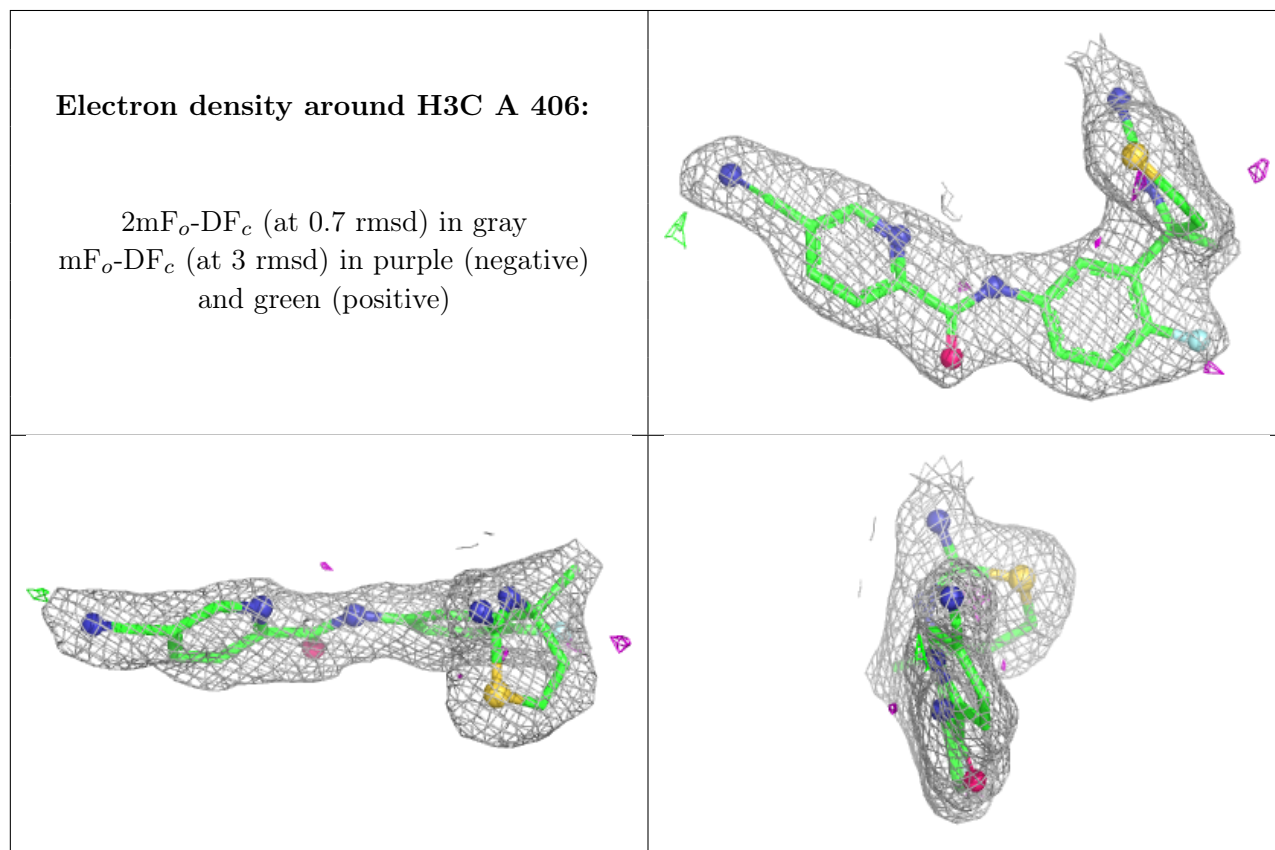 Electron density around H3C A 406:
2mFo-DFc (at 0.7 rmsd) in gray
mFo-DFc (at 3 rmsd) in purple (negative)
and green (positive)